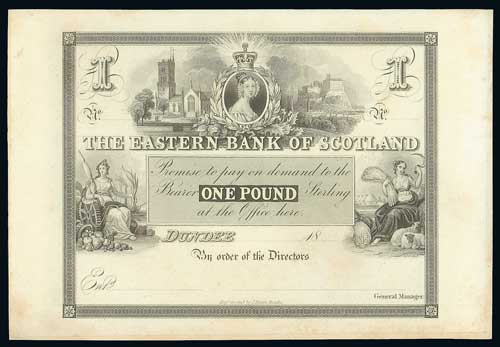 1 1
No. No.
THE EASTERN BANK OF SCOTLAND
Promise to pay on demand to the
Bearer ONE POUND Sterling
at the Office here.
DUNDEE 18
By order of the Directors
Entd.
General Manager